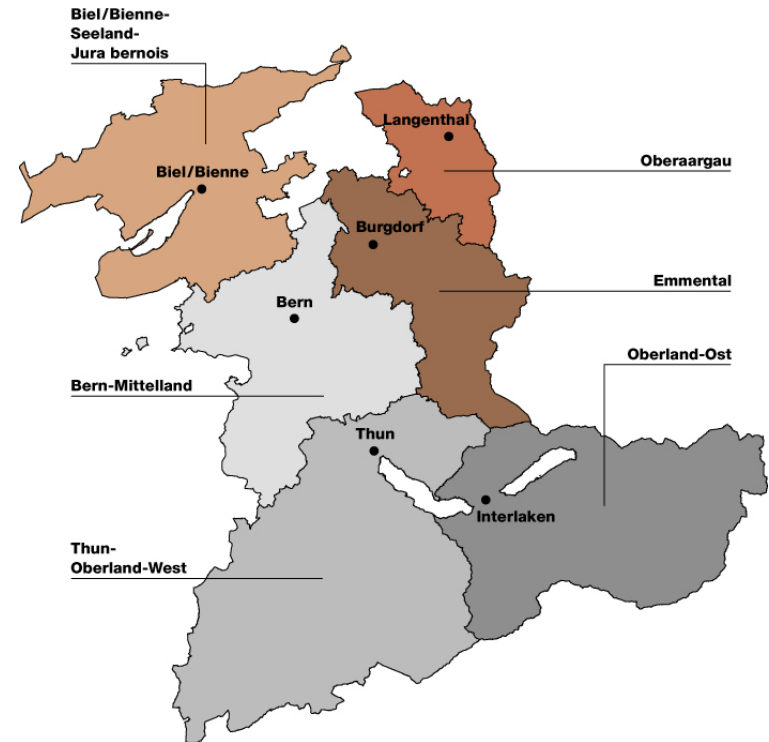 Biel/Bienne-
Seeland-
Jura bernois
Langenthal
Oberaargau
Biel/Bienne
Burgdorf
Emmental
Bern
Oberland-Ost
Bern-Mittelland
Thun
Interlaken
Thun-
Oberland-West